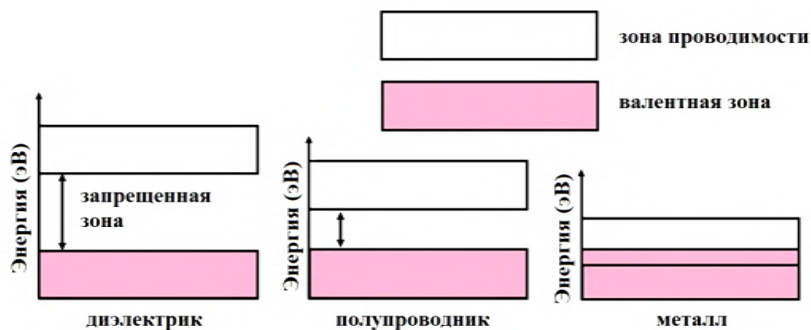 зона проводимости
валентная зона
Энергия (эВ)
запрещенная
зона
диэлектрик
Энергия (эВ)
полупроводник
Энергия (эВ)
металл